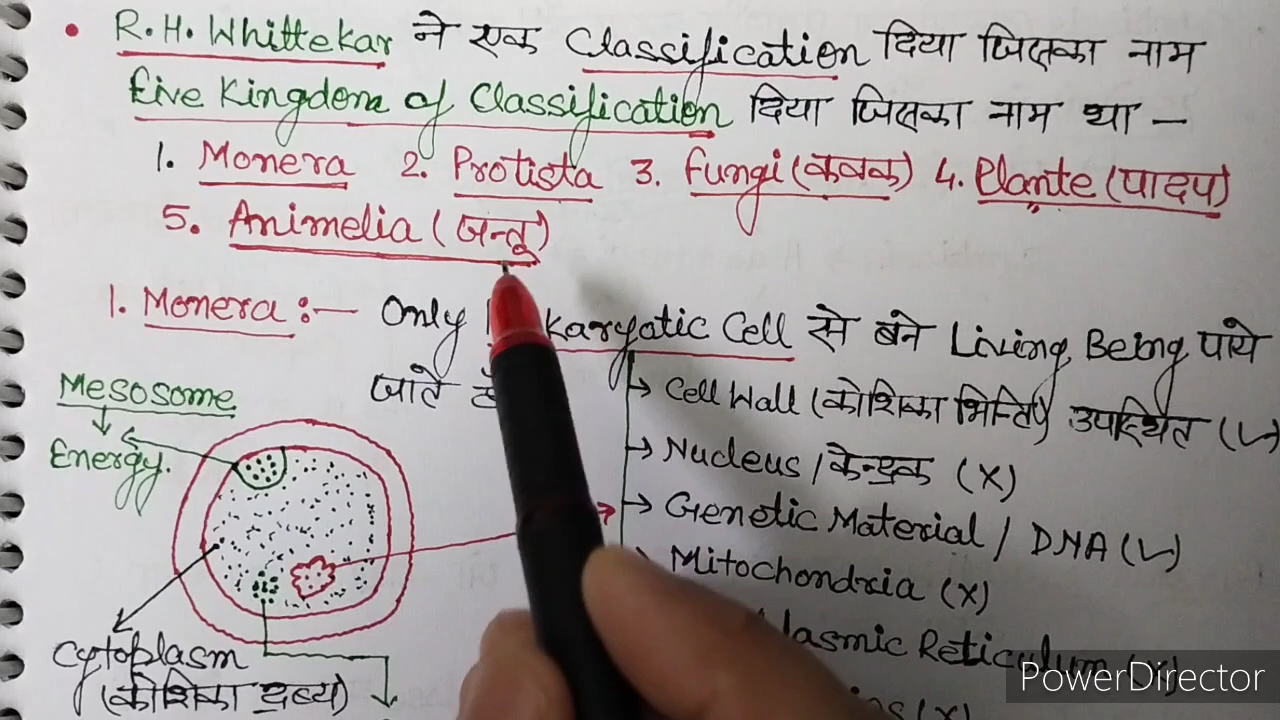 • R.H. Whittekar ने एक Classification दिया जिसका नाम
five Kingdom of Classification दिया जिसका नाम था –
1. Monera 2. Protista 3. Fungi (कवक) 4. Plante (पादप)
5. Animelia (जन्तू)
1. Monera :– Only karyotic Cell से बने Living Being पाये
जाते
Mesosome
Energy.
→ Cell Wall (कोशिका भित्ति) उपस्थित (✓)
→ Nucleus / केन्द्रक (X)
→ Genetic Material / DNA (✓)
Mitochondria (X)
lasmic Reticulum (X)
(X)
Cytoplasm
(कोशिका द्रव्य)
PowerDirector